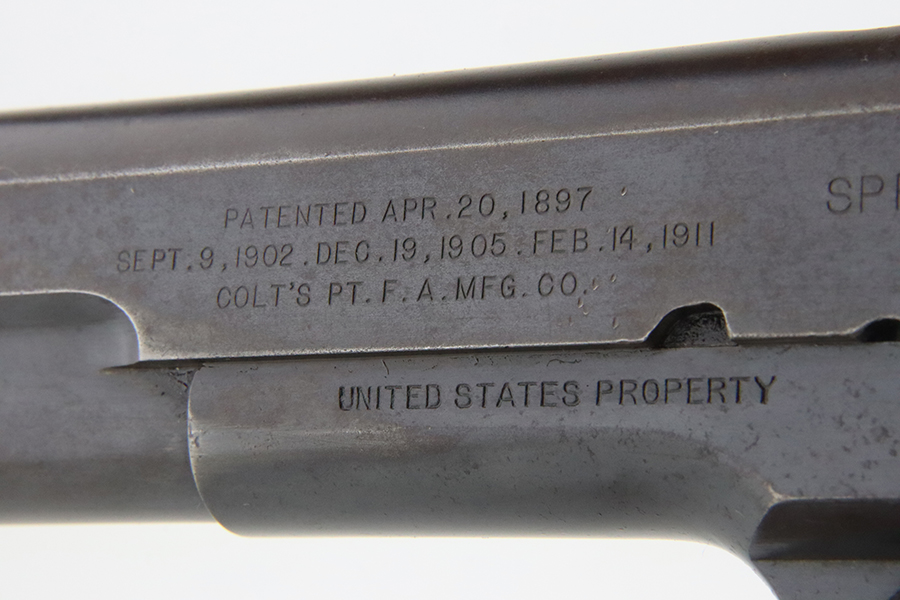 PATENTED APR.20,1897
SEPT.9,1902.DEC.19,1905.FEB.14,1911
COLT'S PT.F.A.MFG.CO.
UNITED STATES PROPERTY